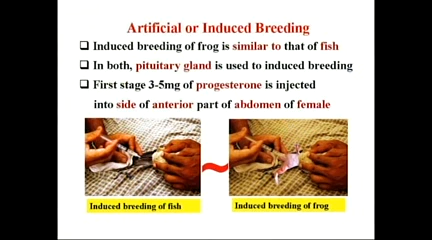 Artificial or Induced Breeding
Induced breeding of frog is similar to that of fish
In both, pituitary gland is used to induced breeding
First stage 3-5mg of progesterone is injected
into side of anterior part of abdomen of female
~
Induced breeding of fish
Induced breeding of frog